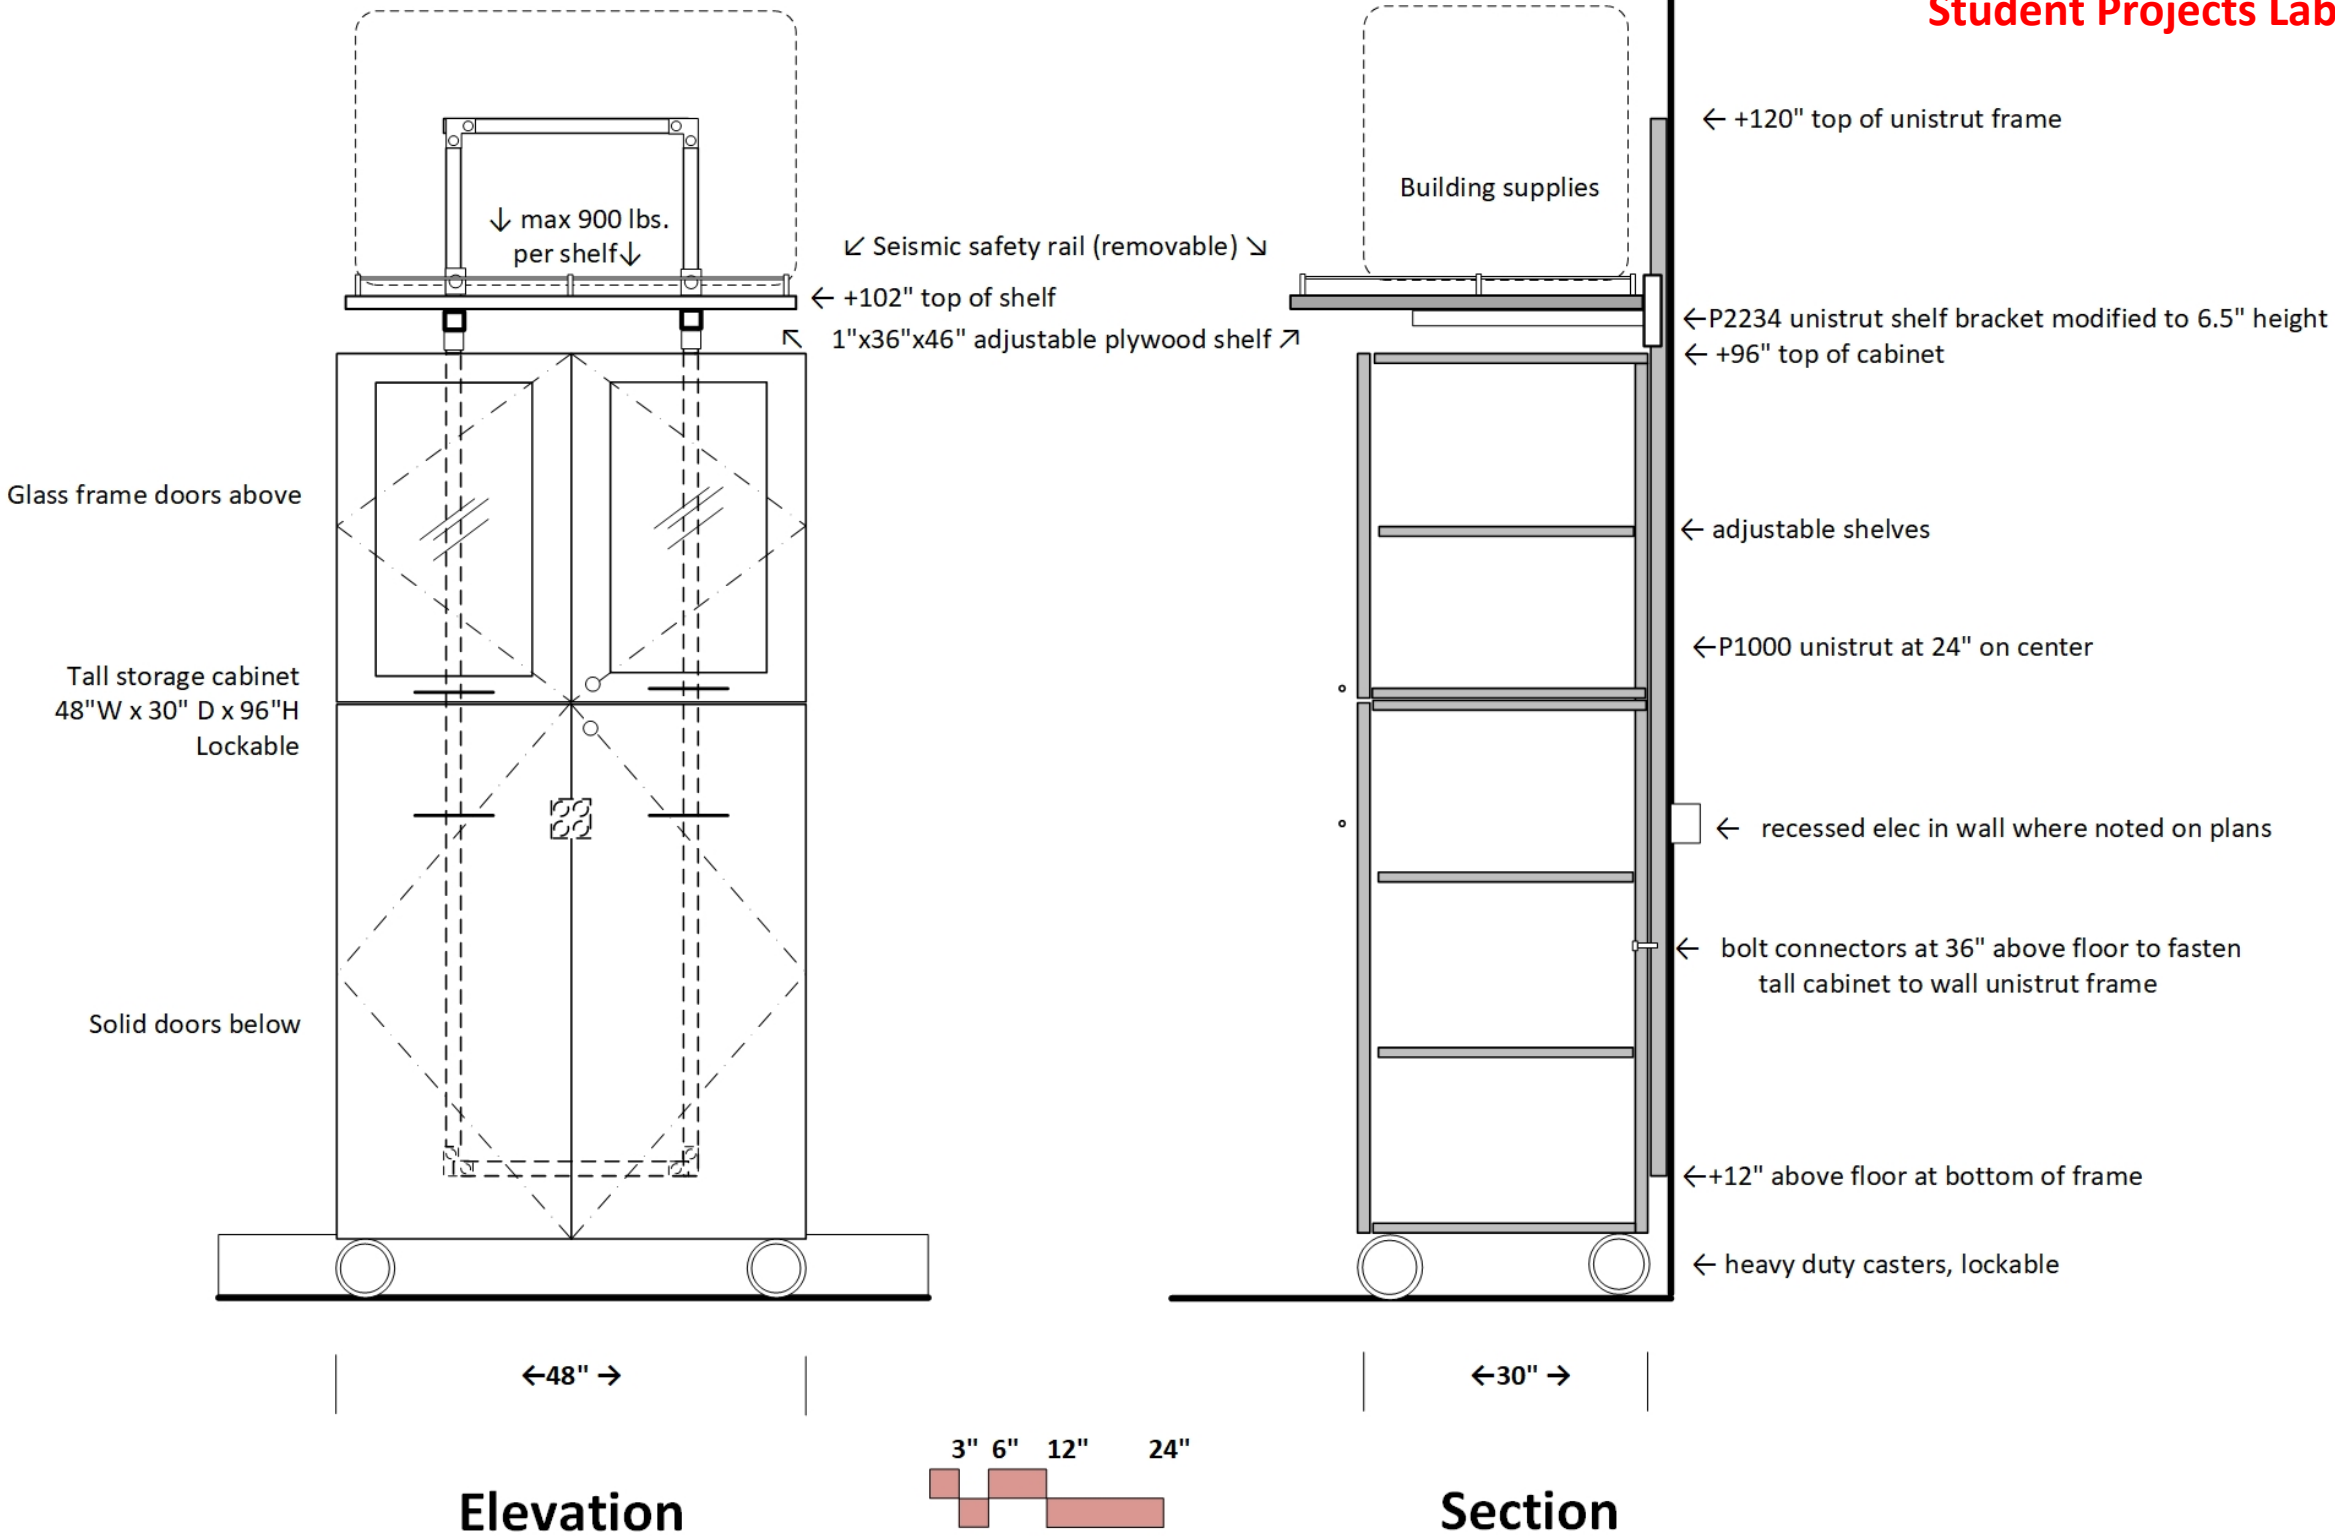 Student Projects Lab
← +120" top of unistrut frame
Building supplies
↓ max 900 lbs.
per shelf↓
↙ Seismic safety rail (removable) ↘
← +102" top of shelf
←P2234 unistrut shelf bracket modified to 6.5" height
↖ 1"x36"x46" adjustable plywood shelf ↗
← +96" top of cabinet
Glass frame doors above
← adjustable shelves
←P1000 unistrut at 24" on center
Tall storage cabinet
48"W x 30" D x 96"H
Lockable
← recessed elec in wall where noted on plans
← bolt connectors at 36" above floor to fasten
tall cabinet to wall unistrut frame
Solid doors below
←+12" above floor at bottom of frame
← heavy duty casters, lockable
←48" →
←30" →
3" 6" 12" 24"
Elevation
Section